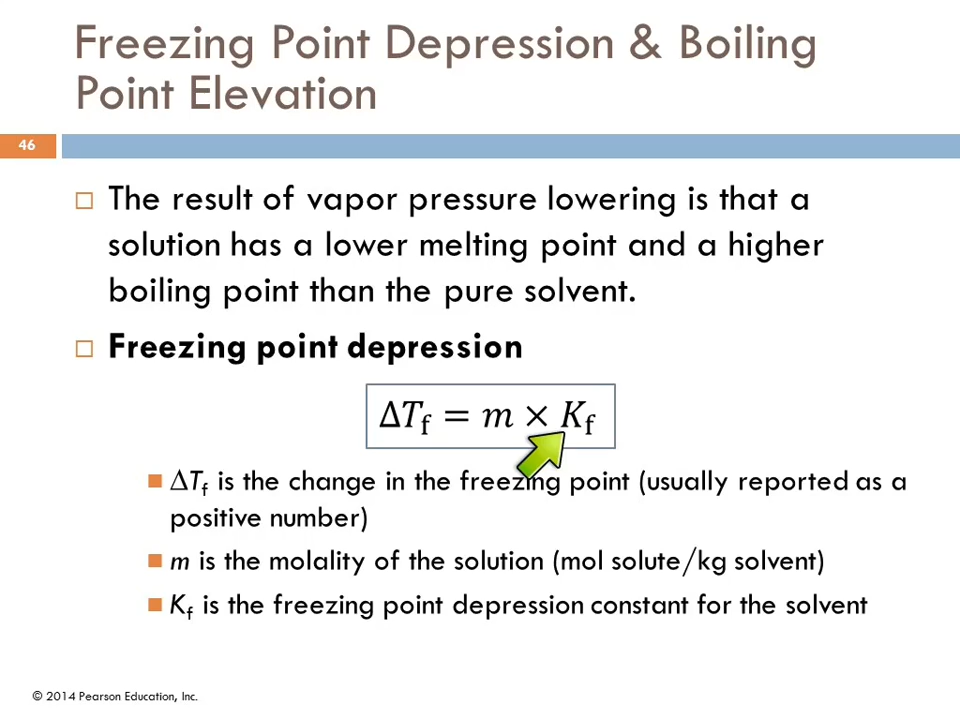 Freezing Point Depression & Boiling
Point Elevation
46
The result of vapor pressure lowering is that a
solution has a lower melting point and a higher
boiling point than the pure solvent.
Freezing point depression
ΔT_f = m × K_f
ΔT_f is the change in the freezing point (usually reported as a
positive number)
m is the molality of the solution (mol solute/kg solvent)
K_f is the freezing point depression constant for the solvent
© 2014 Pearson Education, Inc.